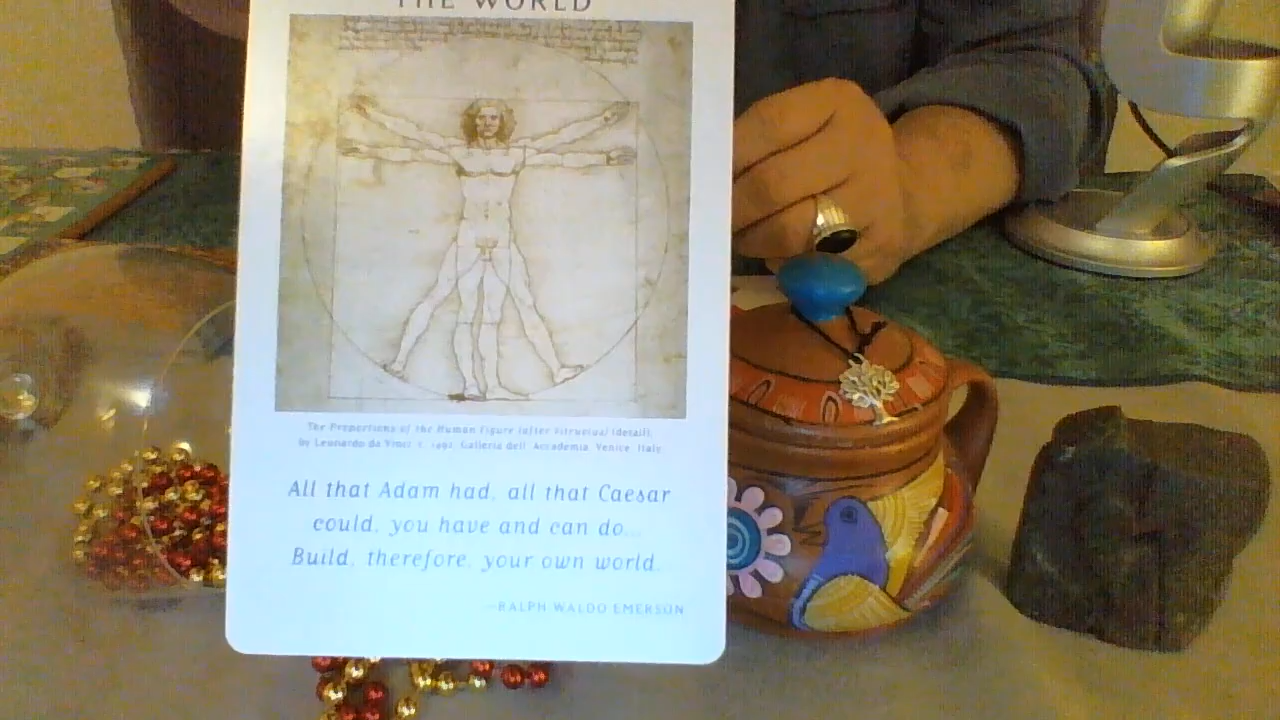 THE WORLD
The Proportions of the Human Figure (after Vitruvius) (detail),
by Leonardo da Vinci, c. 1492. Galleria dell' Accademia, Venice, Italy.
All that Adam had, all that Caesar
could, you have and can do...
Build, therefore, your own world.
—RALPH WALDO EMERSON